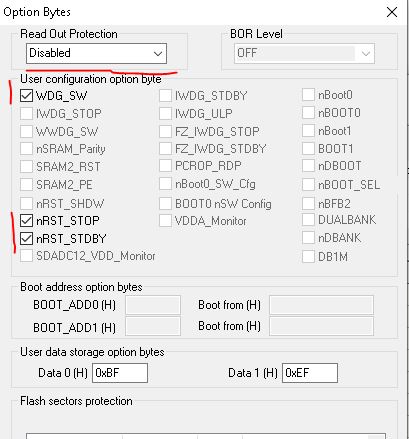 Option Bytes
Read Out Protection
Disabled
BOR Level
OFF
User configuration option byte
WDG_SW
IWDG_STDBY
nBoot0
IWDG_STOP
IWDG_ULP
nBOOT0
WWDG_SW
FZ_IWDG_STOP
nBoot1
nSRAM_Parity
FZ_IWDG_STDBY
BOOT1
SRAM2_RST
PCROP_RDP
nDBOOT
SRAM2_PE
nBoot0_SW_Cfg
nBOOT_SEL
nRST_SHDW
BOOT0 nSW Config
nBFB2
nRST_STOP
VDDA_Monitor
DUALBANK
nRST_STDBY
nDBANK
SDADC12_VDD_Monitor
DB1M
Boot address option bytes
BOOT_ADD0 (H)
Boot from (H)
BOOT_ADD1 (H)
Boot from (H)
User data storage option bytes
Data 0 (H)
0xBF
Data 1 (H)
0xEF
Flash sectors protection